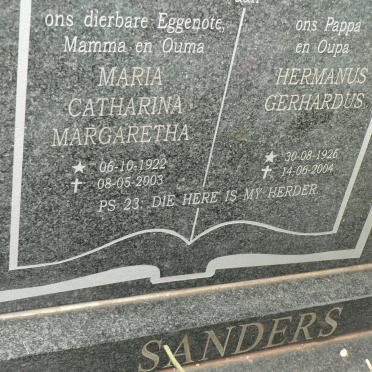 ons dierbare Eggenote,
Mamma en Ouma
MARIA
CATHARINA
MARGARETHA
06-10-1922
08-05-2003
ons Pappa
en Oupa
HERMANUS
GERHARDUS
30-08-1926
14-06-2004
PS 23: DIE HERE IS MY HERDER
SANDERS